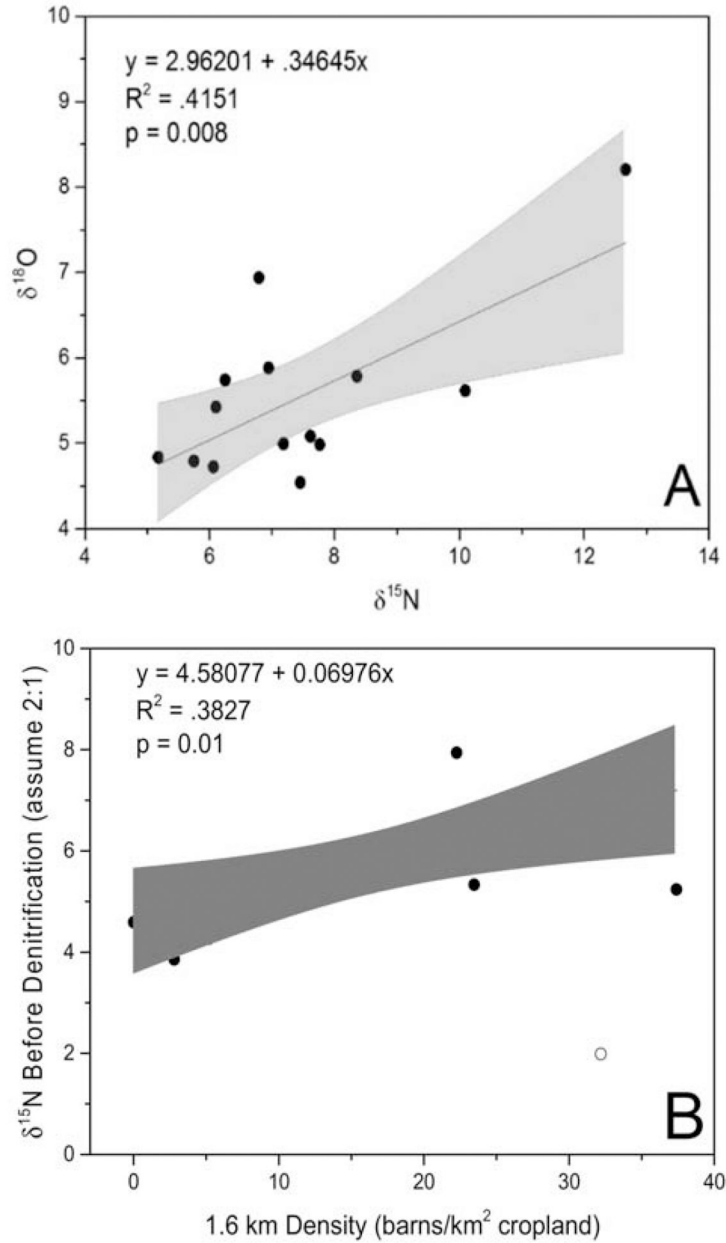 10
9
8
7
6
5
4
δ18O
y = 2.96201 + .34645x
R2 = .4151
p = 0.008
A
4 6 8 10 12 14
δ15N
10
8
6
4
2
0
δ15N Before Denitrification (assume 2:1)
y = 4.58077 + 0.06976x
R2 = .3827
p = 0.01
B
0 10 20 30 40
1.6 km Density (barns/km2 cropland)